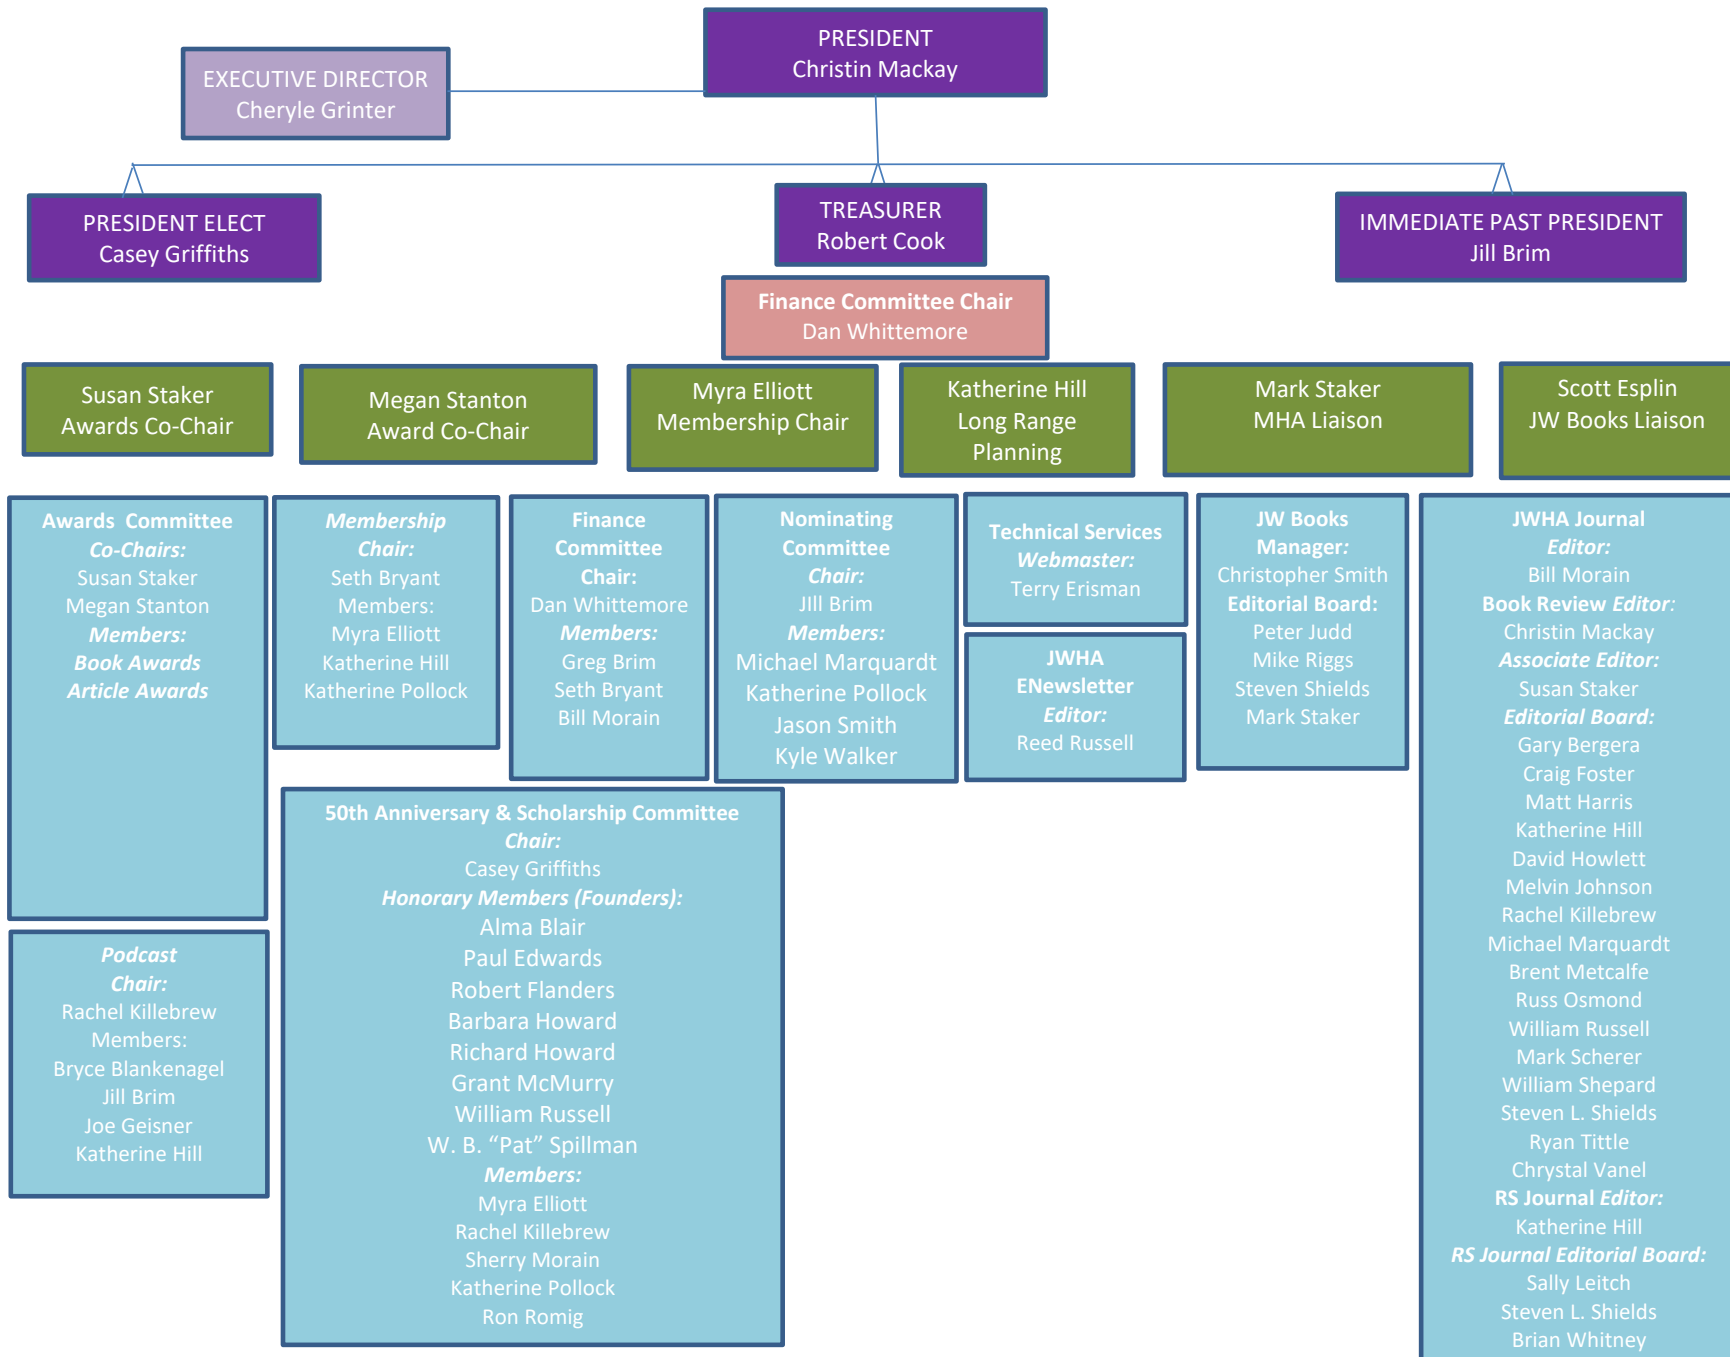 PRESIDENT
Christin Mackay
EXECUTIVE DIRECTOR
Cheryle Grinter
PRESIDENT ELECT
Casey Griffiths
TREASURER
Robert Cook
IMMEDIATE PAST PRESIDENT
Jill Brim
Finance Committee Chair
Dan Whittemore
Susan Staker
Awards Co-Chair
Megan Stanton
Award Co-Chair
Myra Elliott
Membership Chair
Katherine Hill
Long Range
Planning
Mark Staker
MHA Liaison
Scott Esplin
JW Books Liaison
Awards  Committee
Co-Chairs:
Susan Staker
Megan Stanton
Members:
Book Awards
Article Awards
Membership
Chair:
Seth Bryant
Members:
Myra Elliott
Katherine Hill
Katherine Pollock
Finance
Committee
Chair:
Dan Whittemore
Members:
Greg Brim
Seth Bryant
Bill Morain
Nominating
Committee
Chair:
JIll Brim
Members:
Michael Marquardt
Katherine Pollock
Jason Smith
Kyle Walker
Technical Services
Webmaster:
Terry Erisman
JWHA
ENewsletter
Editor:
Reed Russell
JW Books
Manager:
Christopher Smith
Editorial Board:
Peter Judd
Mike Riggs
Steven Shields
Mark Staker
JWHA Journal
Editor:
Bill Morain
Book Review Editor:
Christin Mackay
Associate Editor:
Susan Staker
Editorial Board:
Gary Bergera
Craig Foster
Matt Harris
Katherine Hill
David Howlett
Melvin Johnson
Rachel Killebrew
Michael Marquardt
Brent Metcalfe
Russ Osmond
William Russell
Mark Scherer
William Shepard
Steven L. Shields
Ryan Tittle
Chrystal Vanel
RS Journal Editor:
Katherine Hill
RS Journal Editorial Board:
Sally Leitch
Steven L. Shields
Brian Whitney
50th Anniversary & Scholarship Committee
Chair:
Casey Griffiths
Honorary Members (Founders):
Alma Blair
Paul Edwards
Robert Flanders
Barbara Howard
Richard Howard
Grant McMurry
William Russell
W. B. “Pat” Spillman
Members:
Myra Elliott
Rachel Killebrew
Sherry Morain
Katherine Pollock
Ron Romig
Podcast
Chair:
Rachel Killebrew
Members:
Bryce Blankenagel
Jill Brim
Joe Geisner
Katherine Hill